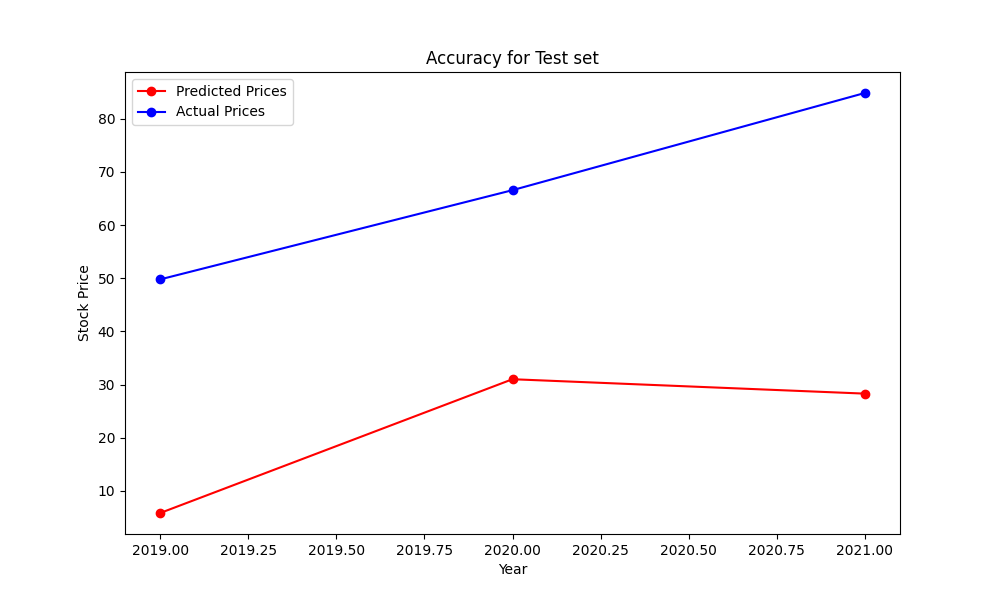 Accuracy for Test set
Predicted Prices
Actual Prices
80
70
60
50
40
30
20
10
Stock Price
2019.00 2019.25 2019.50 2019.75 2020.00 2020.25 2020.50 2020.75 2021.00
Year